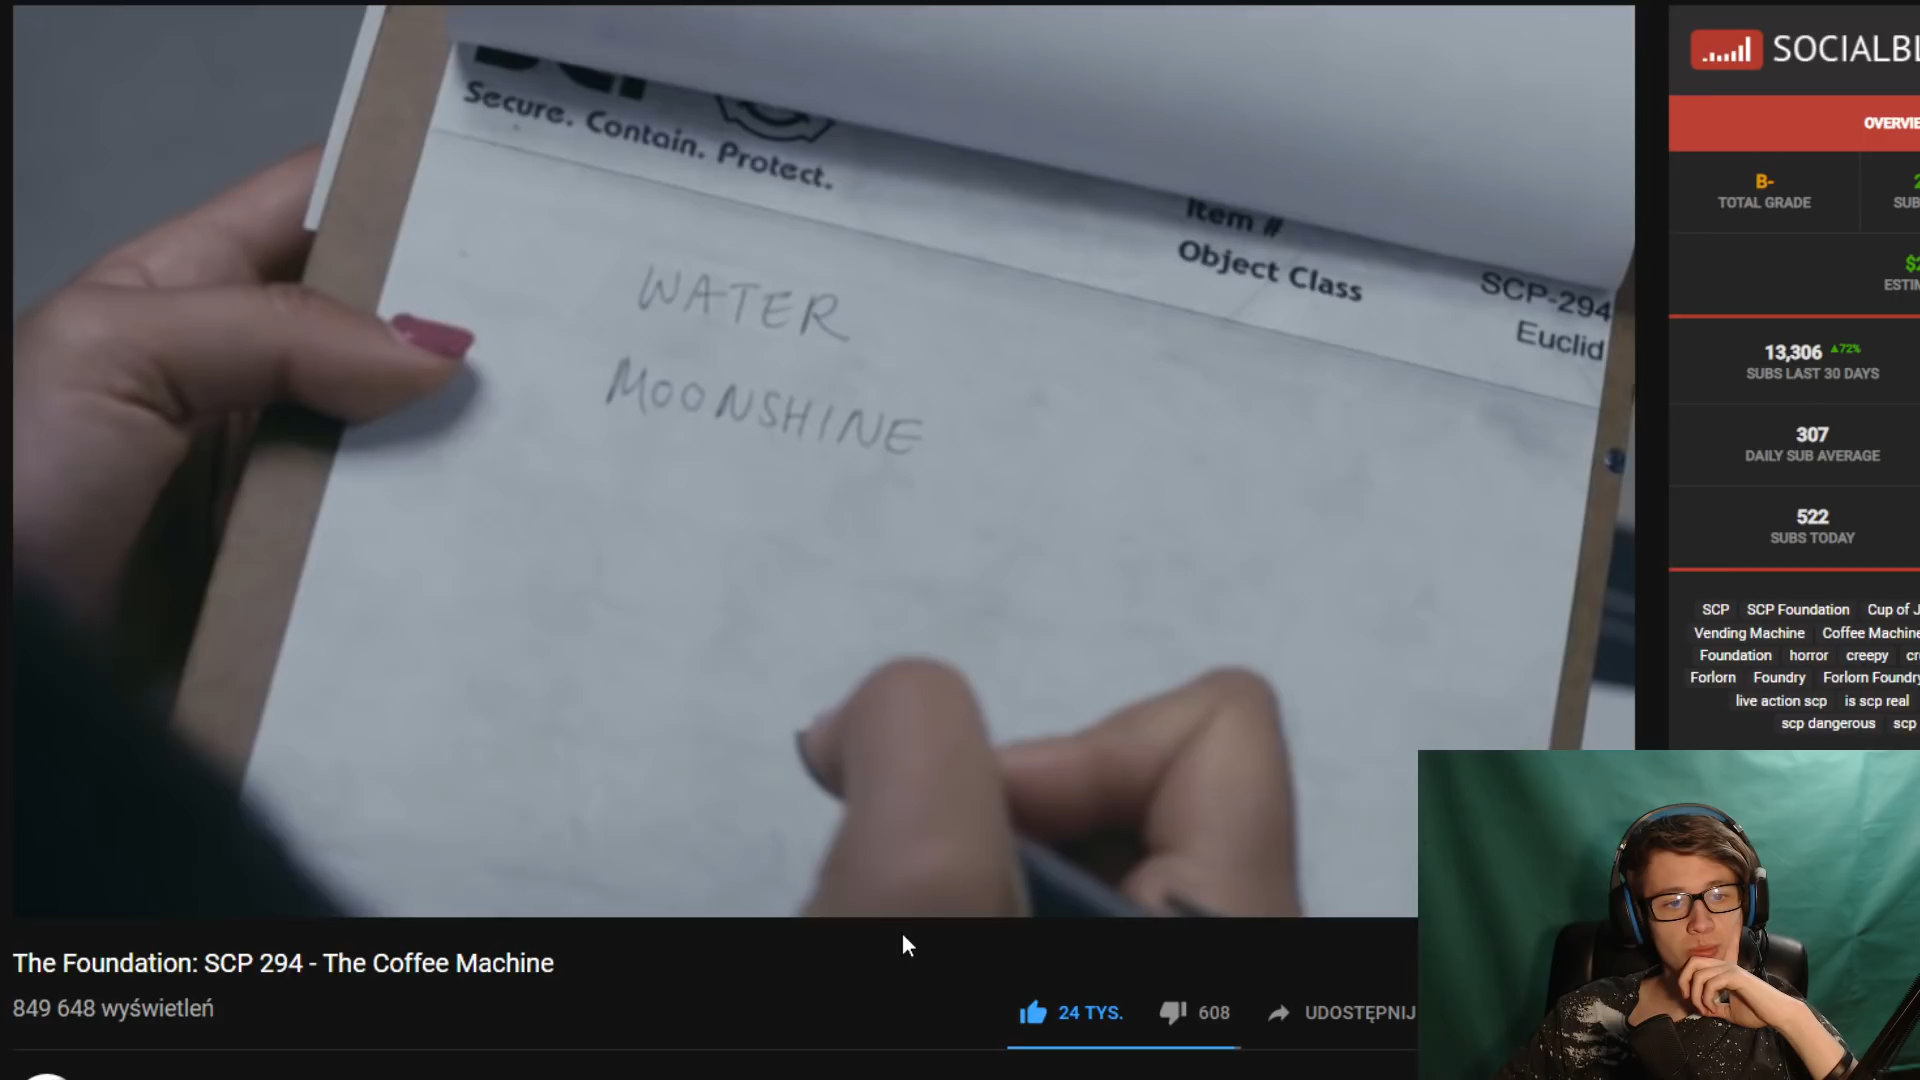 Secure. Contain. Protect.
Item #
SCP-294
Object Class
Euclid
WATER
MOONSHINE
The Foundation: SCP 294 - The Coffee Machine
849 648 wyświetleń
24 TYS.
608
UDOSTĘPNIJ
SOCIALBL
OVERVIE
B-
TOTAL GRADE
SUB
ESTIM
13,306 ▲72%
SUBS LAST 30 DAYS
307
DAILY SUB AVERAGE
522
SUBS TODAY
SCP SCP Foundation Cup of J
Vending Machine Coffee Machine
Foundation horror creepy
Forlorn Foundry Forlorn Foundry
live action scp is scp real
scp dangerous scp